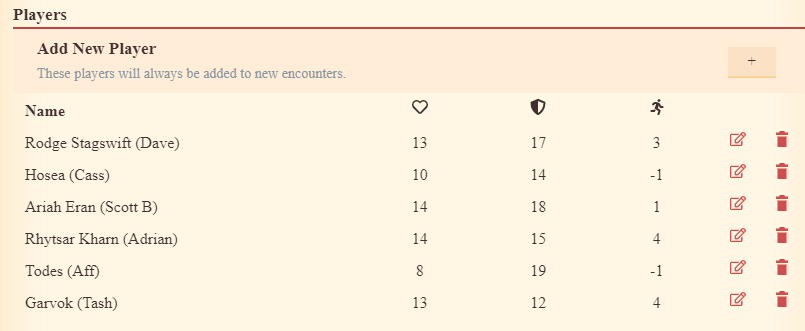 Players
Add New Player
These players will always be added to new encounters.
+
Name
Rodge Stagswift (Dave) 13 17 3
Hosea (Cass) 10 14 -1
Ariah Eran (Scott B) 14 18 1
Rhytsar Kharn (Adrian) 14 15 4
Todes (Aff) 8 19 -1
Garvok (Tash) 13 12 4